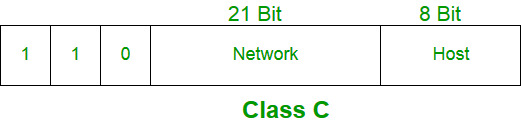 21 Bit 8 Bit
1 1 0 Network Host
Class C